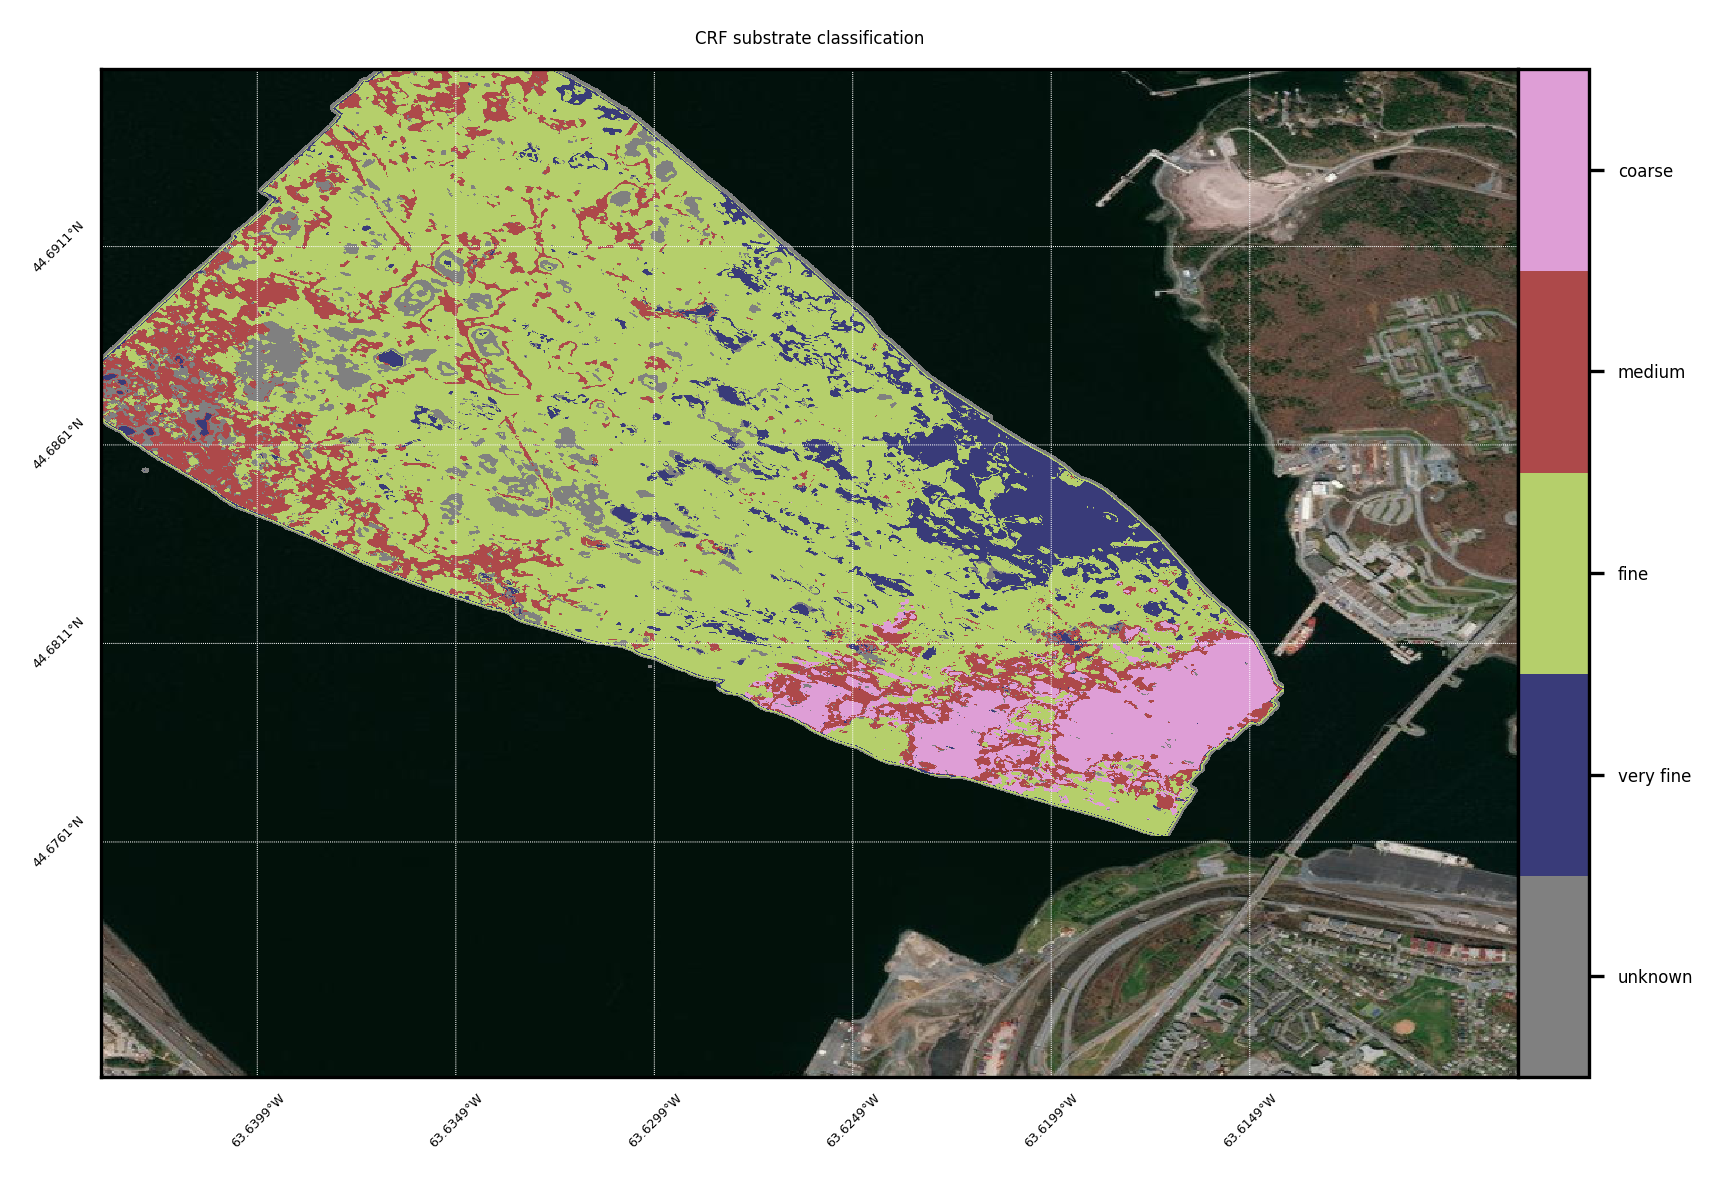 CRF substrate classification
44.6911°N
44.6861°N
44.6811°N
44.6761°N
63.6399°W
63.6349°W
63.6299°W
63.6249°W
63.6199°W
63.6149°W
coarse
medium
fine
very fine
unknown